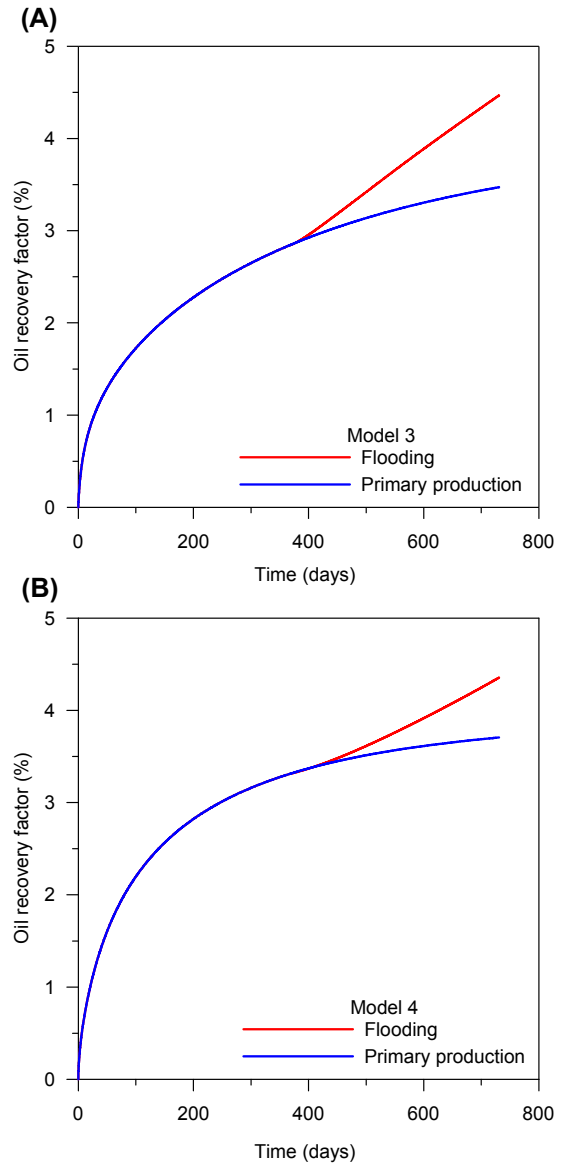 (A)
5
4
3
2
1
0
Oil recovery factor (%)
Model 3
Flooding
Primary production
0 200 400 600 800
Time (days)
(B)
5
4
3
2
1
0
Oil recovery factor (%)
Model 4
Flooding
Primary production
0 200 400 600 800
Time (days)